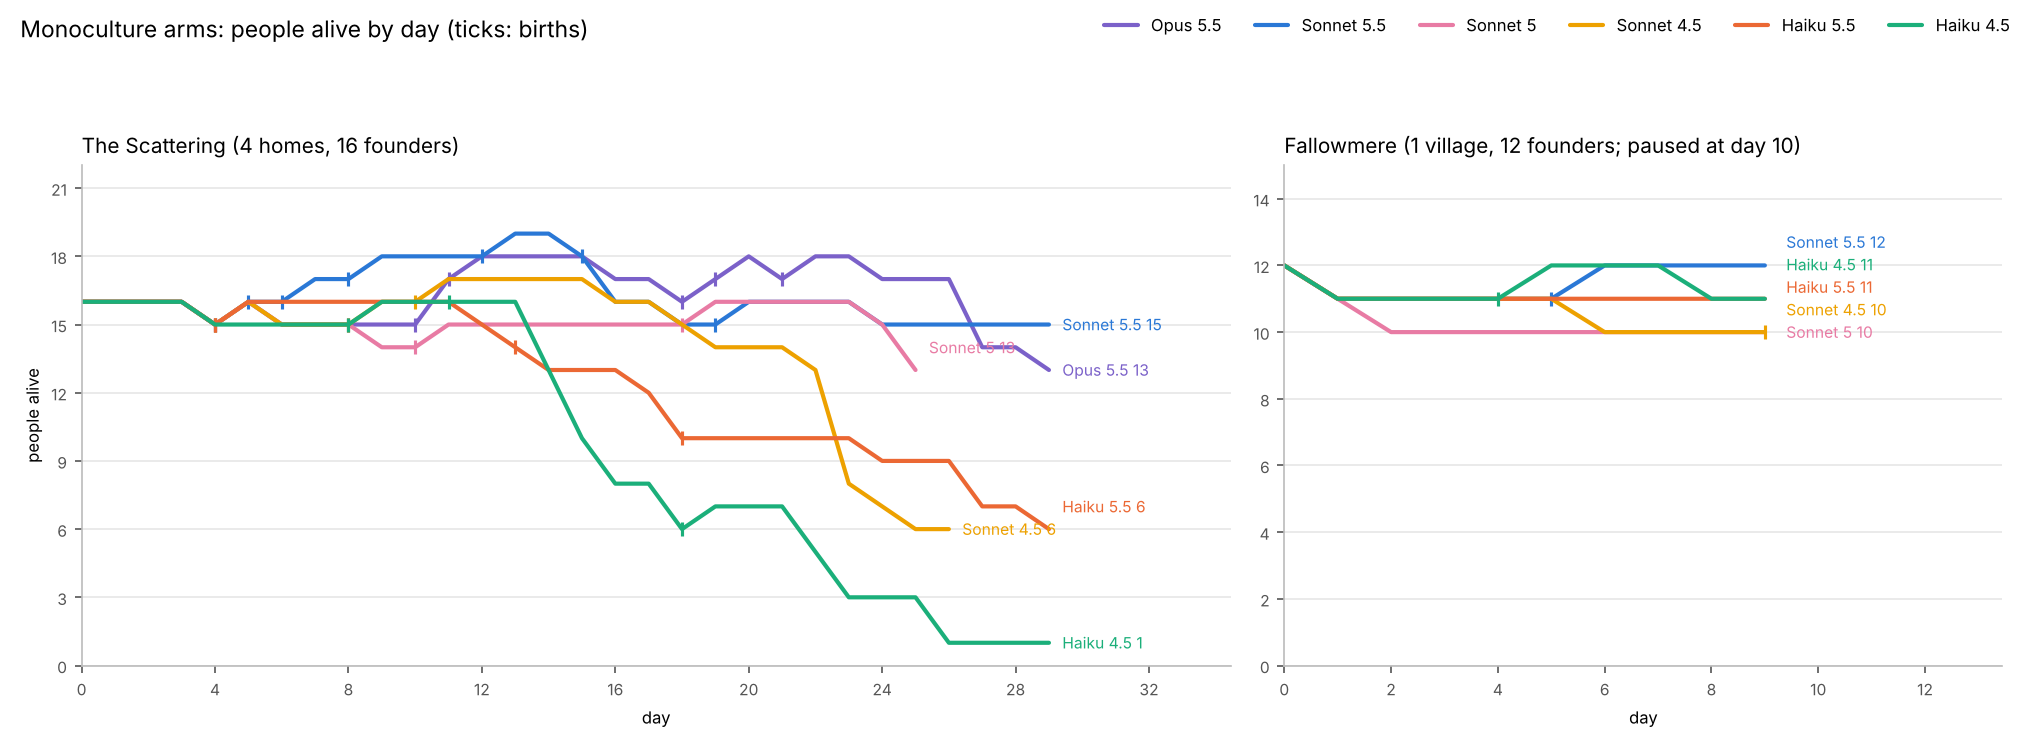 Monoculture arms: people alive by day (ticks: births)
Opus 5.5
Sonnet 5.5
Sonnet 5
Sonnet 4.5
Haiku 5.5
Haiku 4.5
The Scattering (4 homes, 16 founders)
people alive
21
18
15
12
9
6
3
0
0
4
8
12
16
20
24
28
32
day
Sonnet 5.5 15
Sonnet 5 13
Opus 5.5 13
Haiku 5.5 6
Sonnet 4.5 6
Haiku 4.5 1
Fallowmere (1 village, 12 founders; paused at day 10)
14
12
10
8
6
4
2
0
0
2
4
6
8
10
12
day
Sonnet 5.5 12
Haiku 4.5 11
Haiku 5.5 11
Sonnet 4.5 10
Sonnet 5 10